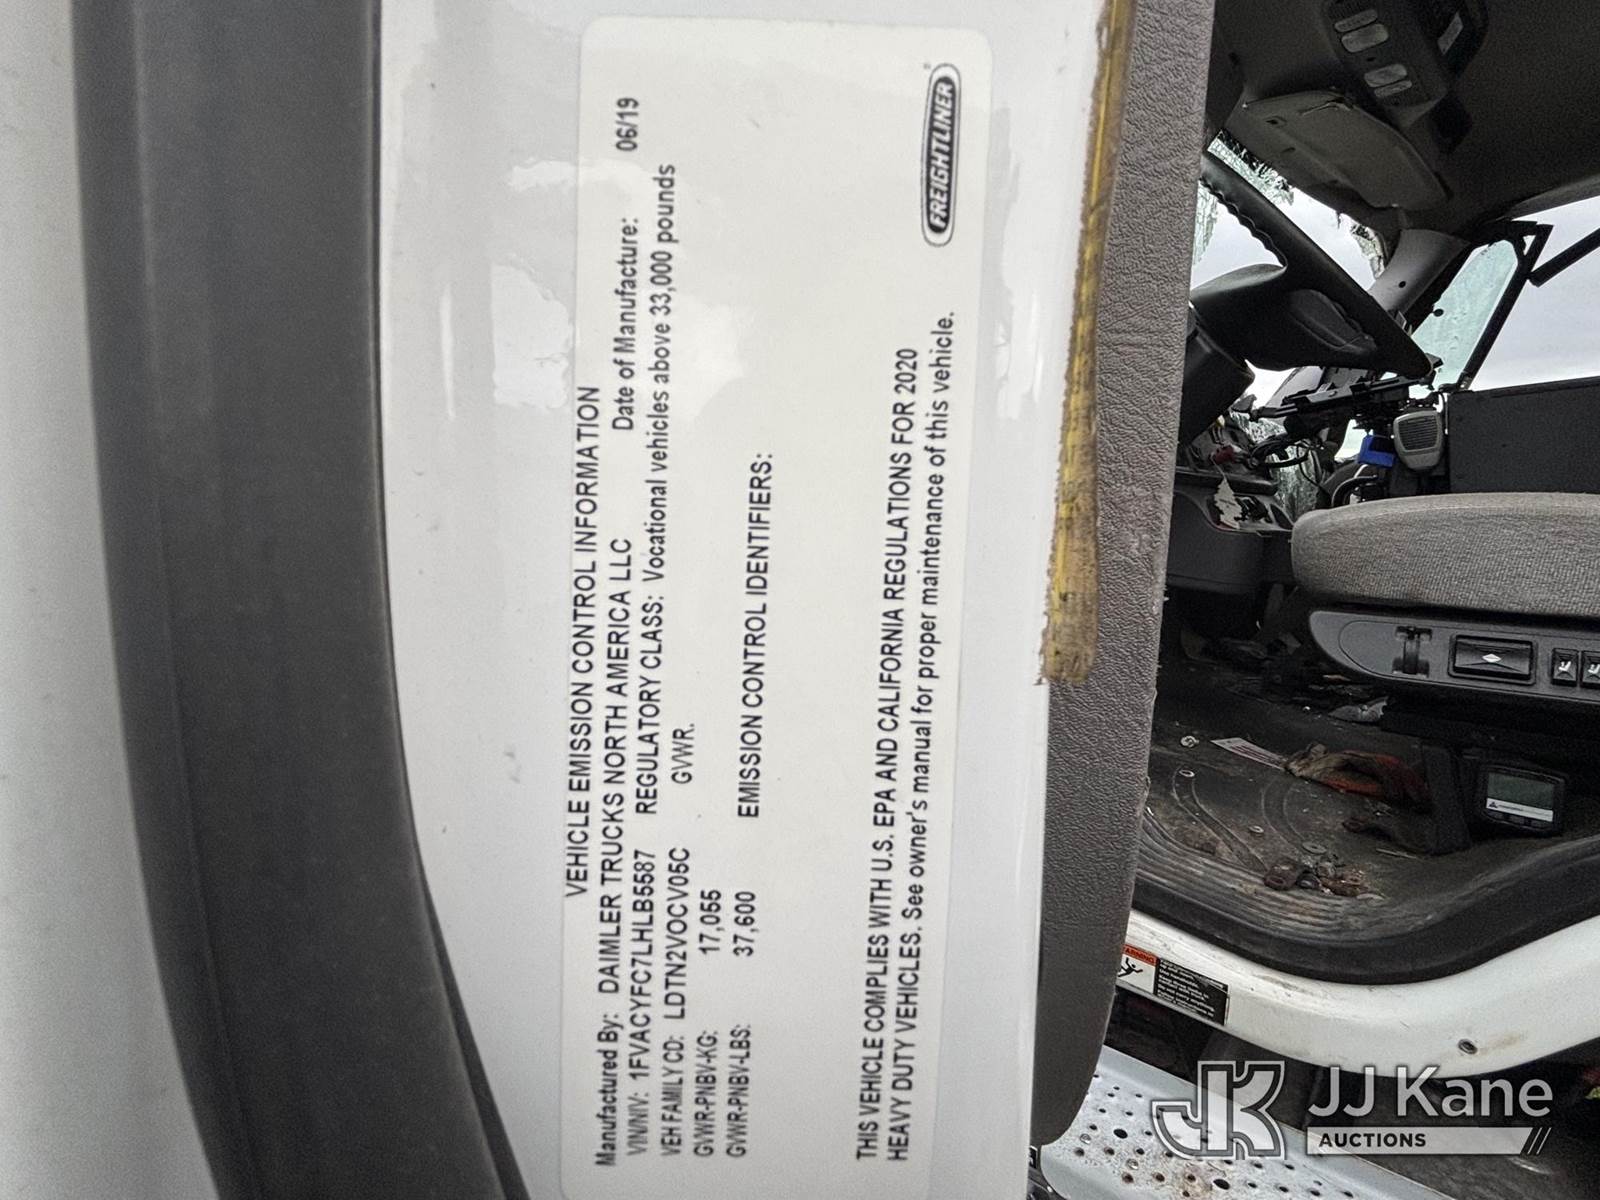 VEHICLE EMISSION CONTROL INFORMATION
Manufactured By: DAIMLER TRUCKS NORTH AMERICA LLC Date of Manufacture: 06/19
VIN/NIV: 1FVACYFC7LHLB5587 REGULATORY CLASS: Vocational vehicles above 33,000 pounds
VEH FAMILY CD: LDTN2VOCV05C GVWR.
GVWR-PNBV-KG: 17,055
GVWR-PNBV-LBS: 37,600 EMISSION CONTROL IDENTIFIERS:
THIS VEHICLE COMPLIES WITH U.S. EPA AND CALIFORNIA REGULATIONS FOR 2020
HEAVY DUTY VEHICLES. See owner's manual for proper maintenance of this vehicle.
FREIGHTLINER
WARNING
JK JJ Kane
AUCTIONS